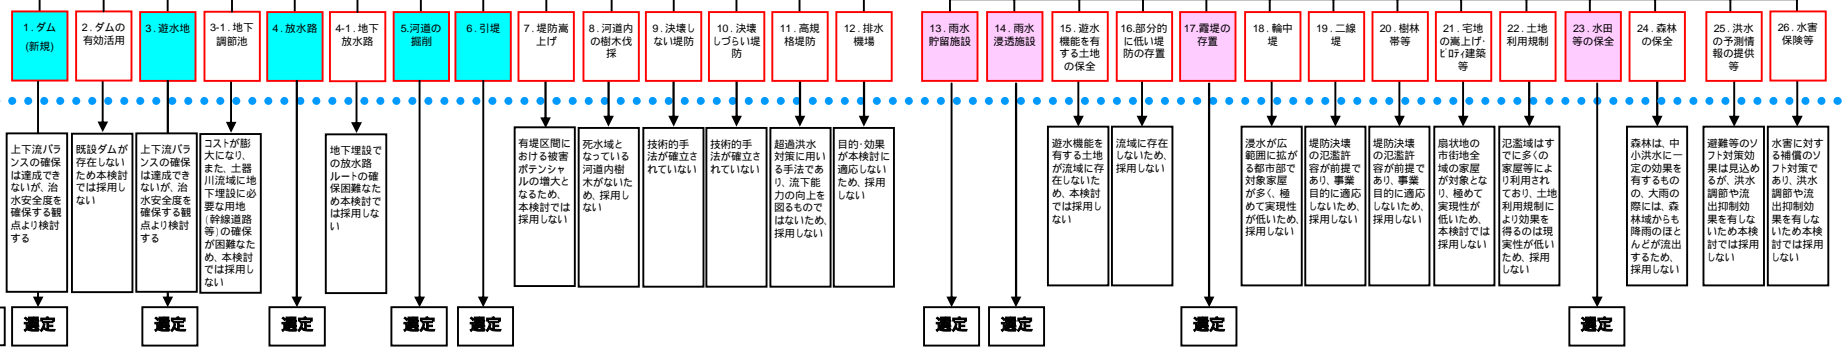 1. ダム
(新規)
2. ダムの
有効活用
3. 遊水地
3-1. 地下
調節池
4. 放水路
4-1. 地下
放水路
5.河道の
掘削
6. 引堤
7. 堤防嵩
上げ
8. 河道内
の樹木伐
採
9. 決壊し
ない堤防
10. 決壊
しづらい堤
防
11. 高規
格堤防
12. 排水
機場
13. 雨水
貯留施設
14. 雨水
浸透施設
15. 遊水
機能を有
する土地
の保全
16.部分的
に低い堤
防の存置
17.霞堤の
存置
18. 輪中
堤
19. 二線
堤
20. 樹林
帯等
21. 宅地
の嵩上げ・
ピロティ建築
等
22. 土地
利用規制
23. 水田
等の保全
24. 森林
の保全
25. 洪水
の予測情
報の提供
等
26. 水害
保険等
上下流バラ
ンスの確保
は達成でき
ないが、治
水安全度を
確保する観
点より検討
する
既設ダムが
存在しない
ため本検討
では採用し
ない
上下流バラ
ンスの確保
は達成でき
ないが、治
水安全度を
確保する観
点より検討
する
コストが膨
大になり、
また、土器
川流域に地
下埋設に必
要な用地
(幹線道路
等)の確保
が困難なた
め、本検討
では採用し
ない
地下埋設で
の放水路
ルートの確
保困難なた
め本検討で
は採用しな
い
有堤区間に
おける被害
ポテンシャ
ルの増大と
なるため、
本検討では
採用しない
死水域と
なっている
河道内樹
木がないた
め、採用し
ない
技術的手
法が確立さ
れていない
技術的手
法が確立さ
れていない
超過洪水
対策に用い
る手法であ
り、流下能
力の向上を
図るもので
はないため、
採用しない
目的・効果
が本検討に
適応しない
ため、採用
しない
遊水機能を
有する土地
が流域に存
在しないた
め、本検討
では採用し
ない
流域に存在
しないため、
採用しない
浸水が広
範囲に拡が
る都市部で
対象家屋
が多く、極
めて実現性
が低いため、
採用しない
堤防決壊
の氾濫許
容が前提で
あり、事業
目的に適応
しないため、
採用しない
堤防決壊
の氾濫許
容が前提で
あり、事業
目的に適応
しないため、
採用しない
扇状地の
市街地全
域の家屋
が対象とな
り、極めて
実現性が
低いため、
本検討では
採用しない
氾濫域はす
でに多くの
家屋等によ
り利用され
ており、土地
利用規制に
より効果を
得るのは現
実性が低い
ため、採用
しない
森林は、中
小洪水に一
定の効果を
有するもの
の、大雨の
際には、森
林域からも
降雨のほと
んどが流出
するため、
採用しない
避難等のソ
フト対策効
果は見込め
るが、洪水
調節や流
出抑制効
果を有しな
いため本検
討では採用
しない
水害に対す
る補償のソ
フト対策で
あり、洪水
調節や流
出抑制効
果を有しな
いため本検
討では採用
しない
選定
選定
選定
選定
選定
選定
選定
選定
選定